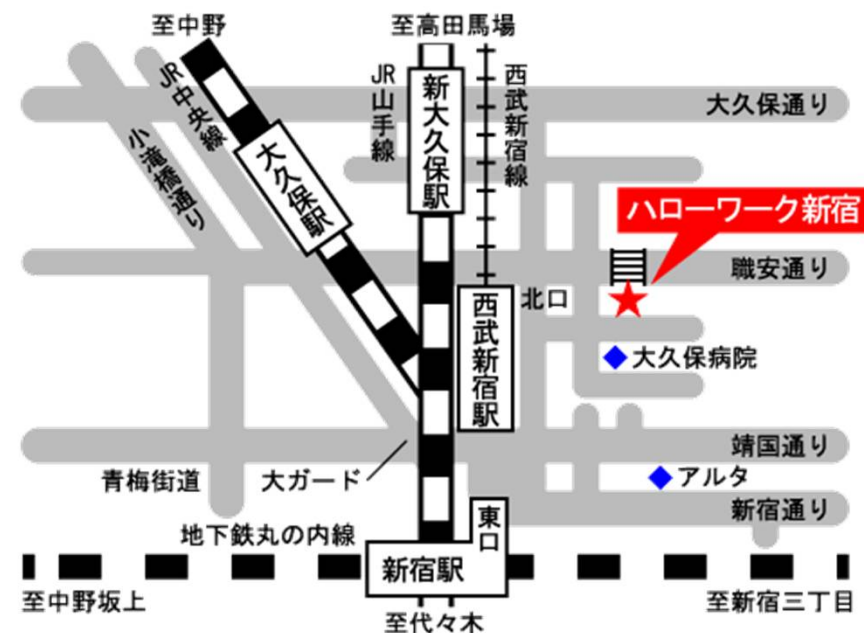 至中野
至高田馬場
JR中央線
JR山手線
新大久保駅
西武新宿線
大久保通り
小滝橋通り
大久保駅
ハローワーク新宿
職安通り
西武新宿駅
北口
大久保病院
靖国通り
青梅街道
大ガード
アルタ
新宿通り
地下鉄丸の内線
東口
新宿駅
至中野坂上
至代々木
至新宿三丁目